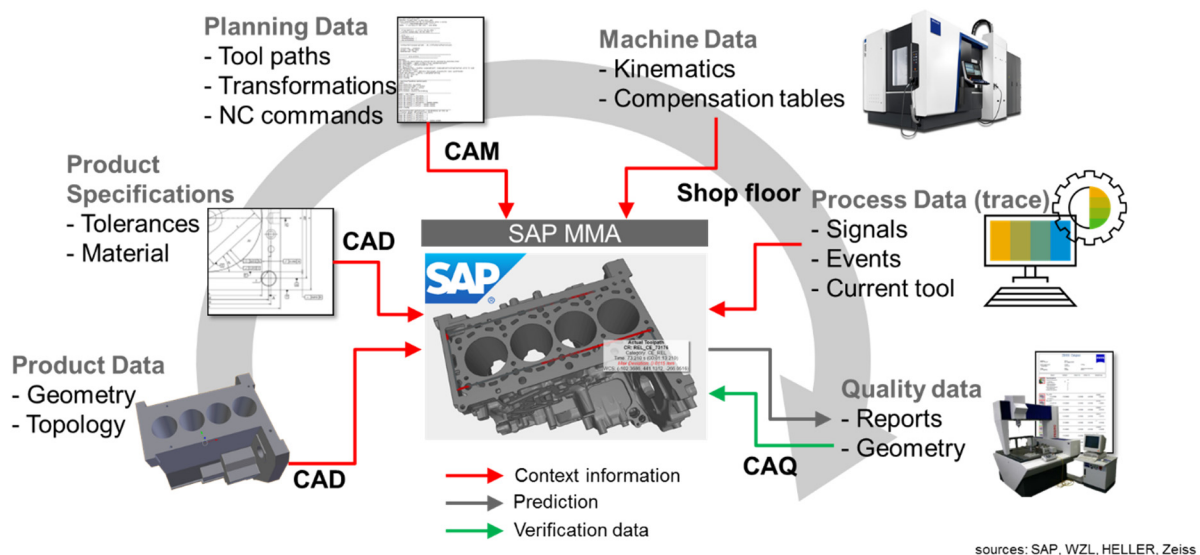 Planning Data
- Tool paths
- Transformations
- NC commands
CAM
Machine Data
- Kinematics
- Compensation tables
Shop floor
Product
Specifications
- Tolerances
- Material
CAD
Process Data (trace)
- Signals
- Events
- Current tool
SAP MMA
SAP
®
Actual Toolpath
Product Data
- Geometry
- Topology
CAD
Quality data
- Reports
- Geometry
CAQ
Context information
Prediction
Verification data
sources: SAP, WZL, HELLER, Zeiss